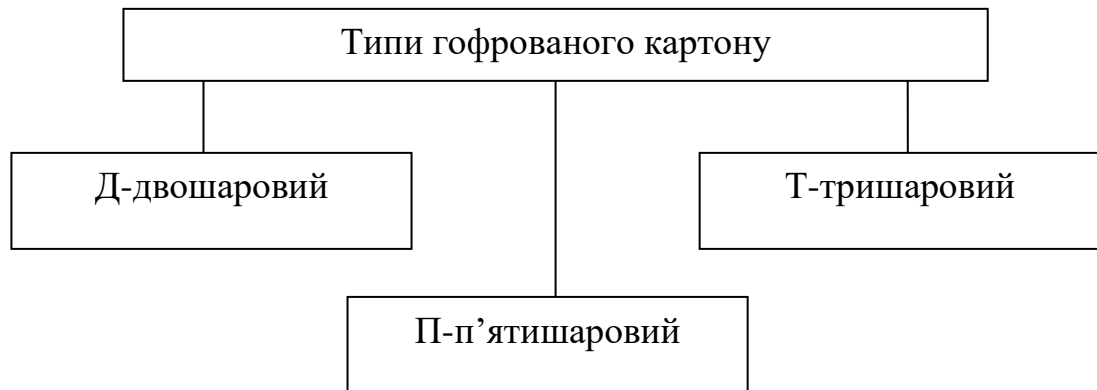 Типи гофрованого картону
Д-двошаровий
Т-тришаровий
П-п’ятишаровий